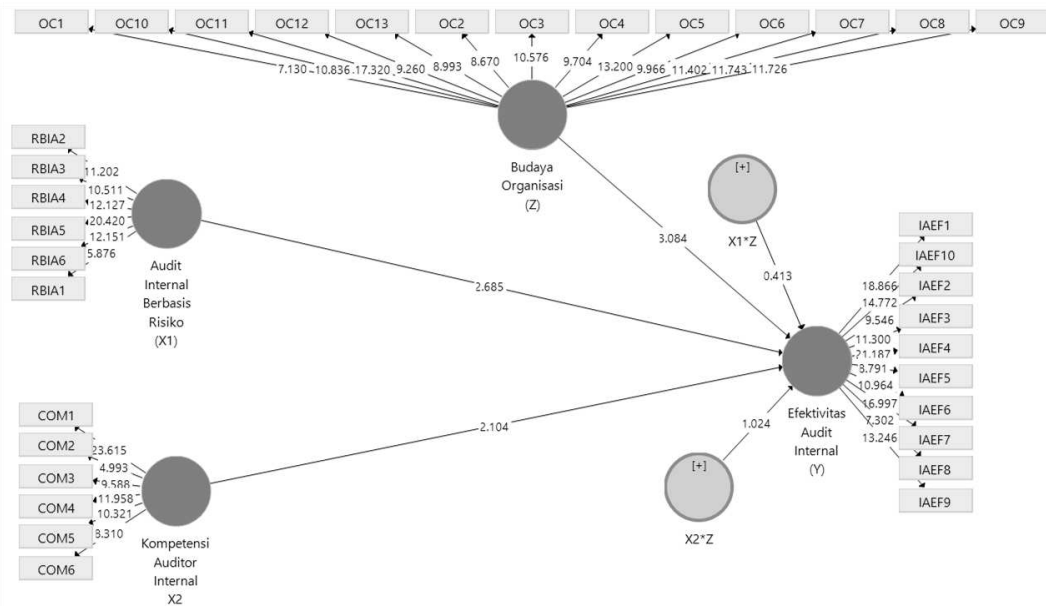 OC1 OC10 OC11 OC12 OC13 OC2 OC3 OC4 OC5 OC6 OC7 OC8 OC9
7.130 10.836 17.320 9.260 8.993 8.670 10.576 9.704 13.200 9.966 11.402 11.743 11.726
Budaya
Organisasi
(Z)
RBIA2
RBIA3
RBIA4
RBIA5
RBIA6
RBIA1
11.202
10.511
12.127
20.420
12.151
5.876
Audit
Internal
Berbasis
Risiko
(X1)
[+]
X1*Z
3.084
0.413
2.685
IAEF1
IAEF10
IAEF2
IAEF3
IAEF4
IAEF5
IAEF6
IAEF7
IAEF8
IAEF9
18.866
14.772
9.546
11.300
21.187
8.791
10.964
16.997
7.302
13.246
Efektivitas
Audit
Internal
(Y)
COM1
COM2
COM3
COM4
COM5
COM6
23.615
4.993
9.588
11.958
10.321
8.310
2.104
1.024
[+]
X2*Z
Kompetensi
Auditor
Internal
X2